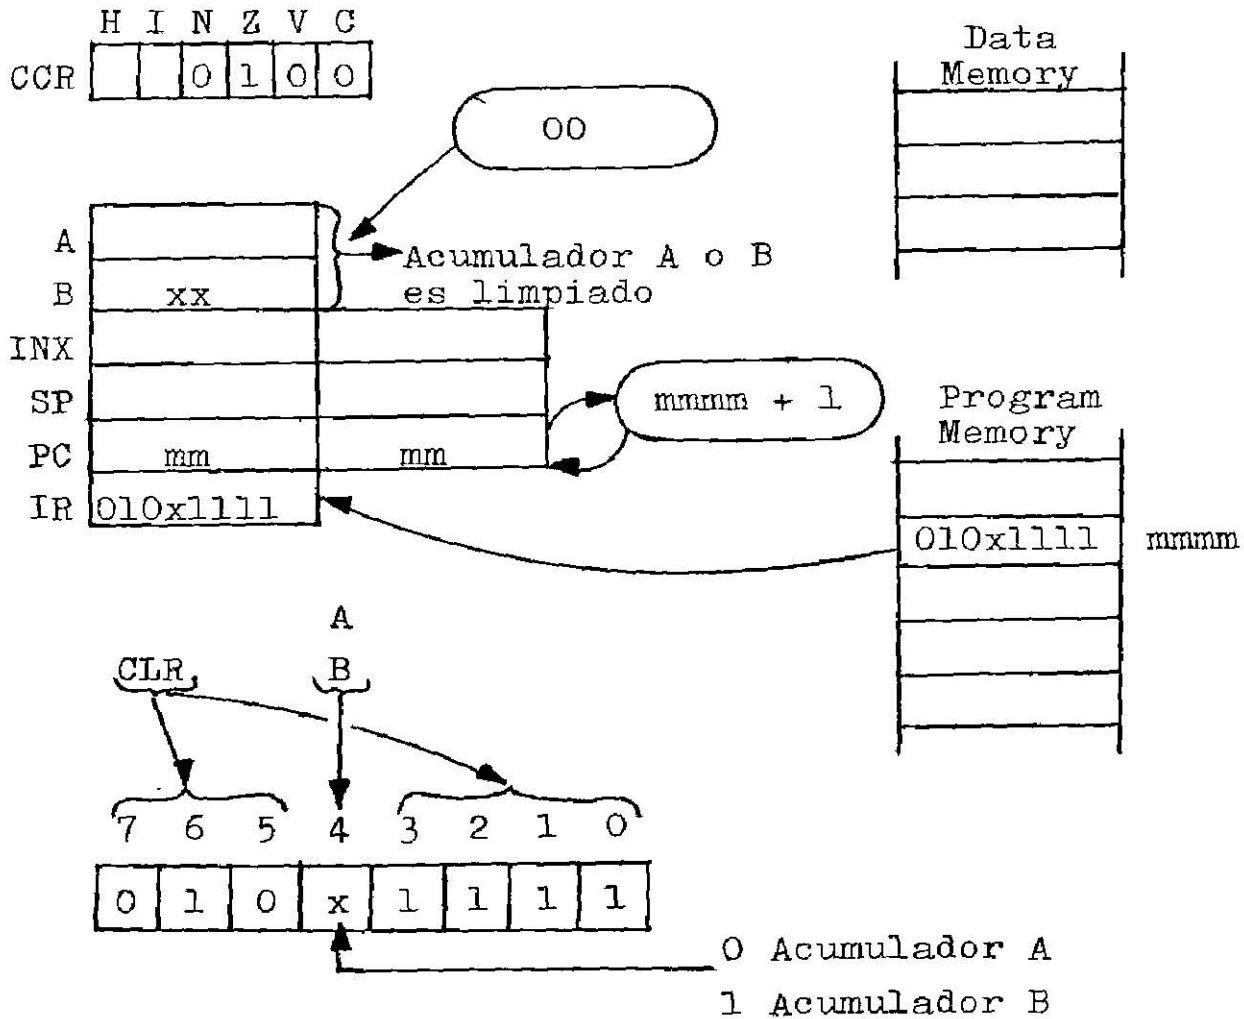 H I N Z V C
CCR 0 1 0 0
00
Data
Memory
A
B xx
Acumulador A o B
es limpiado
INX
SP
PC mm mm
IR 010x1111
mmmm + 1
Program
Memory
010x1111 mmmm
A
CLR B
7 6 5 4 3 2 1 0
0 1 0 x 1 1 1 1
0 Acumulador A
1 Acumulador B